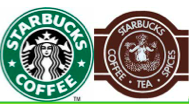 STARBUCKS
COFFEE
TM
STARBUCKS
COFFEE • TEA • SPICES